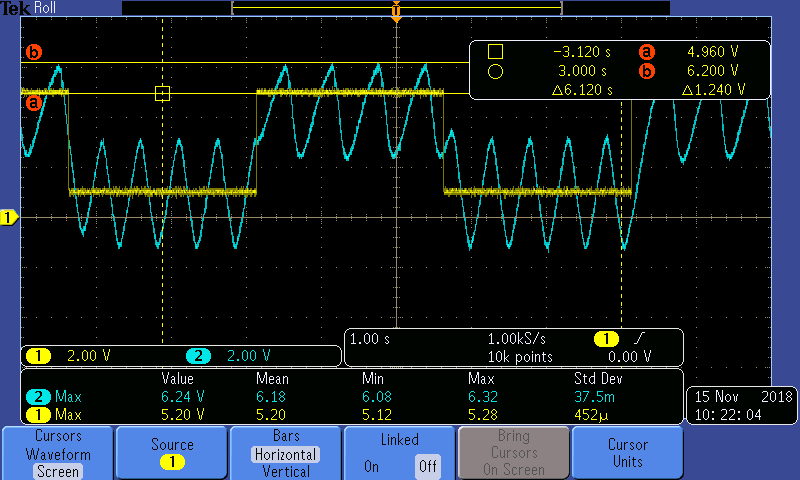 Tek Roll
T
b
a
−3.120 s a 4.960 V
3.000 s b 6.200 V
△6.120 s △1.240 V
1
1 2.00 V 2 2.00 V
1.00 s 1.00kS/s 1
10k points 0.00 V
Value Mean Min Max Std Dev
2 Max 6.24 V 6.18 6.08 6.32 37.5m
1 Max 5.20 V 5.20 5.12 5.28 452µ
15 Nov 2018
10:22:04
Cursors
Waveform
Screen
Source
1
Bars
Horizontal
Vertical
Linked
On Off
Bring
Cursors
On Screen
Cursor
Units